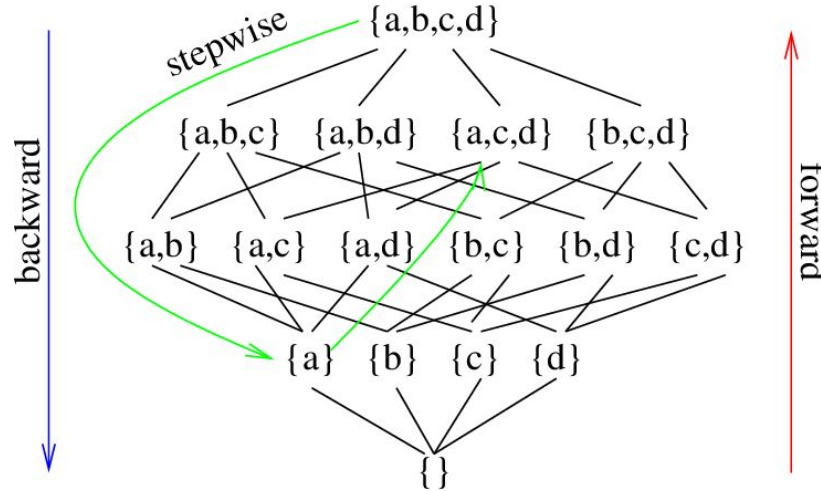 {a,b,c,d}
stepwise
{a,b,c} {a,b,d} {a,c,d} {b,c,d}
backward
forward
{a,b} {a,c} {a,d} {b,c} {b,d} {c,d}
{a} {b} {c} {d}
{}